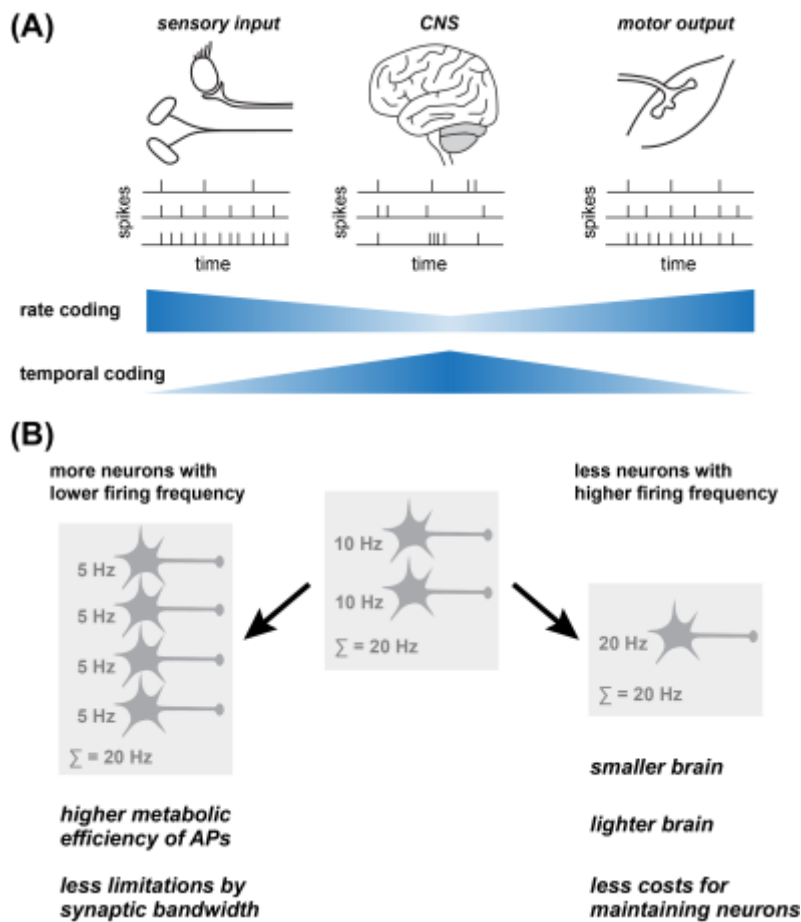 (A)
sensory input
CNS
motor output
spikes
time
spikes
time
spikes
time
rate coding
temporal coding
(B)
more neurons with
lower firing frequency
less neurons with
higher firing frequency
5 Hz
5 Hz
5 Hz
5 Hz
∑ = 20 Hz
10 Hz
10 Hz
∑ = 20 Hz
20 Hz
∑ = 20 Hz
higher metabolic
efficiency of APs
less limitations by
synaptic bandwidth
smaller brain
lighter brain
less costs for
maintaining neurons